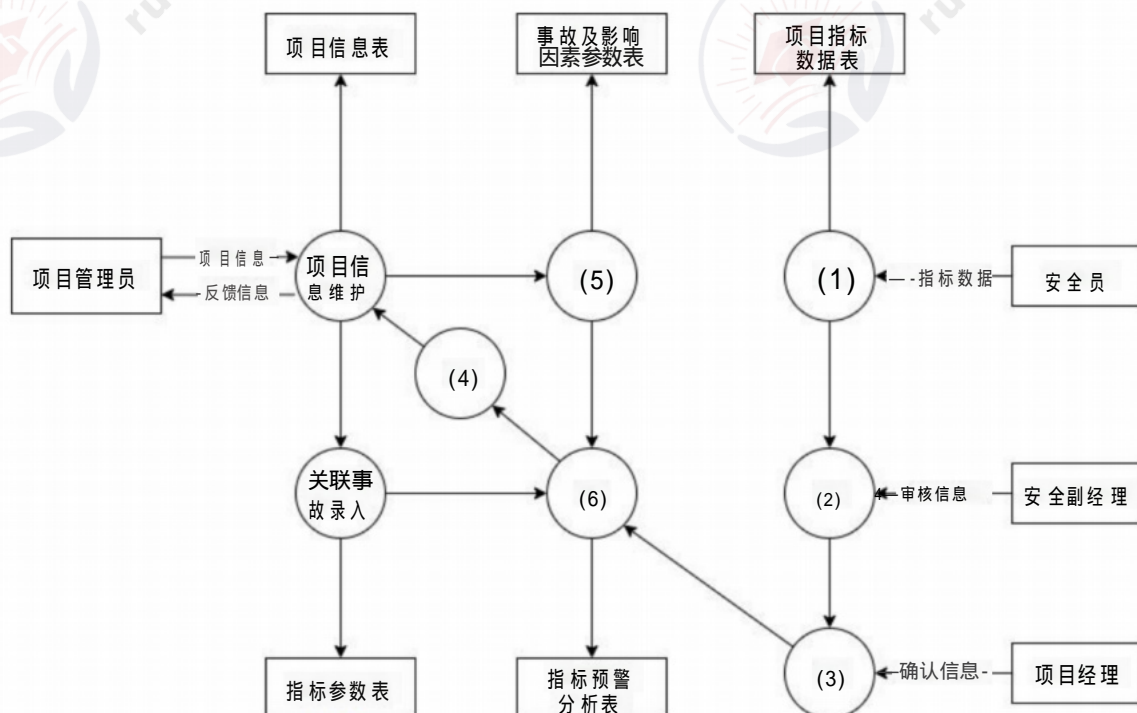 项目信息表
事故及影响
因素参数表
项目指标
数据表
项目管理员
项目信息
反馈信息
项目信
息维护
(5)
(1)
指标数据
安全员
(4)
关联事
故录入
(6)
(2)
审核信息
安全副经理
(3)
确认信息
项目经理
指标参数表
指标预警
分析表
ru
ru